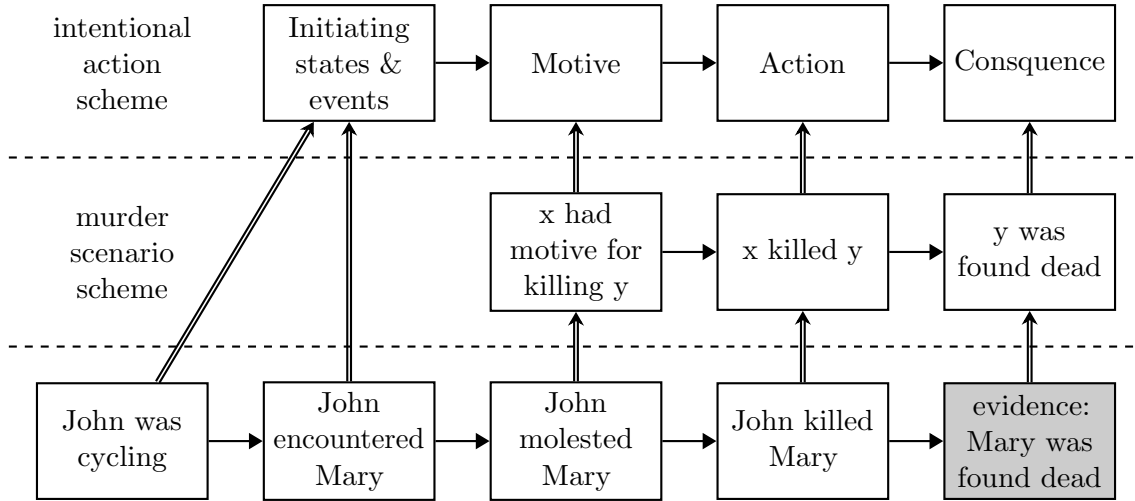 intentional
action
scheme
Initiating
states &
events
Motive
Action
Consquence
murder
scenario
scheme
x had
motive for
killing y
x killed y
y was
found dead
John was
cycling
John
encountered
Mary
John
molested
Mary
John killed
Mary
evidence:
Mary was
found dead